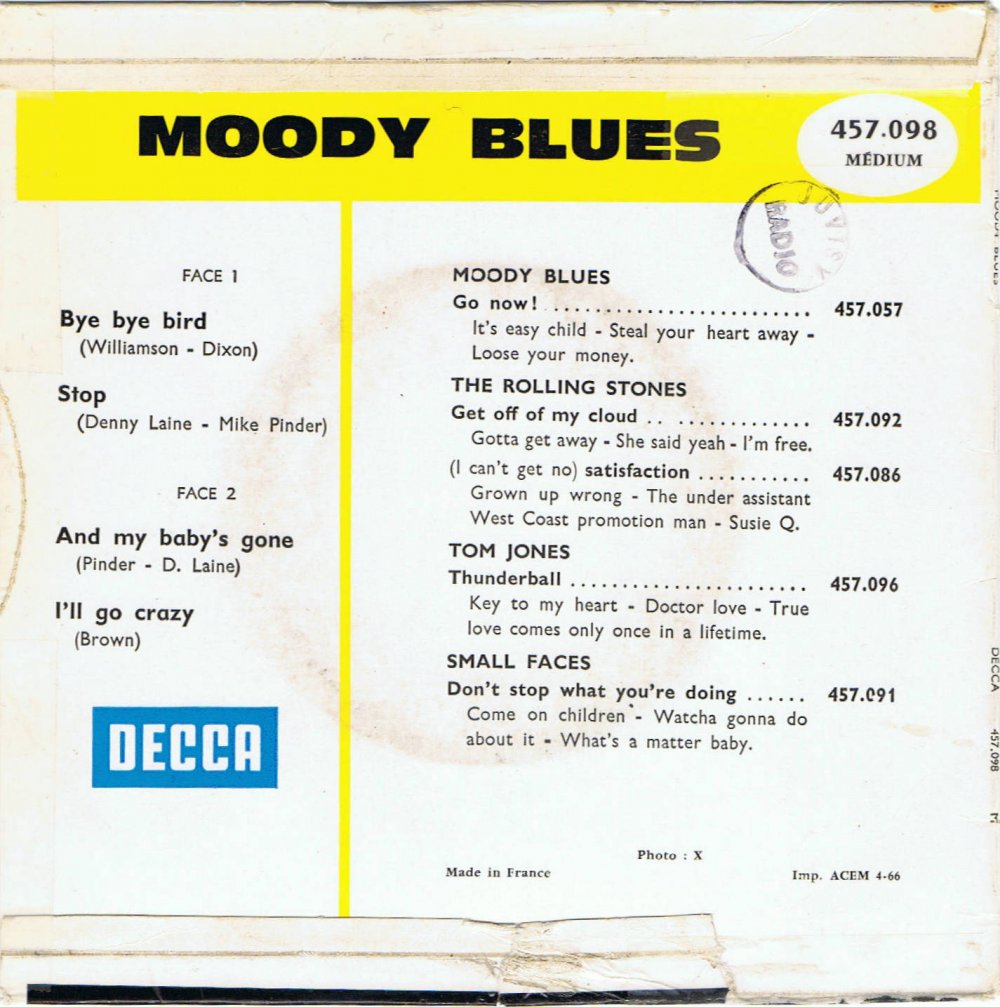 MOODY BLUES
457.098
MÉDIUM
JUVISY
RADIO
FACE 1
Bye bye bird
(Williamson - Dixon)
Stop
(Denny Laine - Mike Pinder)
FACE 2
And my baby's gone
(Pinder - D. Laine)
I'll go crazy
(Brown)
DECCA
MOODY BLUES
Go now! .......................... 457.057
It's easy child - Steal your heart away -
Loose your money.
THE ROLLING STONES
Get off of my cloud .. ............. 457.092
Gotta get away - She said yeah - I'm free.
(I can't get no) satisfaction ........... 457.086
Grown up wrong - The under assistant
West Coast promotion man - Susie Q.
TOM JONES
Thunderball ........................ 457.096
Key to my heart - Doctor love - True
love comes only once in a lifetime.
SMALL FACES
Don't stop what you're doing ...... 457.091
Come on children - Watcha gonna do
about it - What's a matter baby.
Photo : X
Made in France
Imp. ACEM 4-66
MOODY BLUES
DECCA
457.098